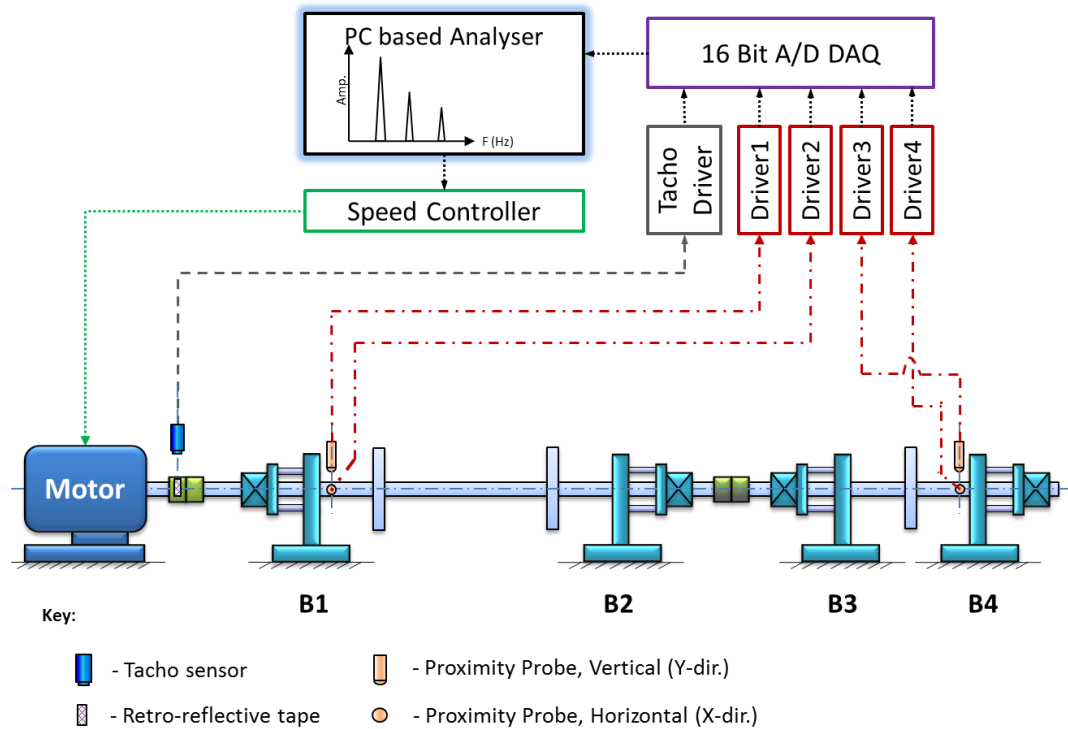 PC based Analyser
Amp.
F (Hz)
16 Bit A/D DAQ
Tacho
Driver
Driver1
Driver2
Driver3
Driver4
Speed Controller
Motor
B1
B2
B3
B4
Key:
- Tacho sensor
- Proximity Probe, Vertical (Y-dir.)
- Retro-reflective tape
- Proximity Probe, Horizontal (X-dir.)